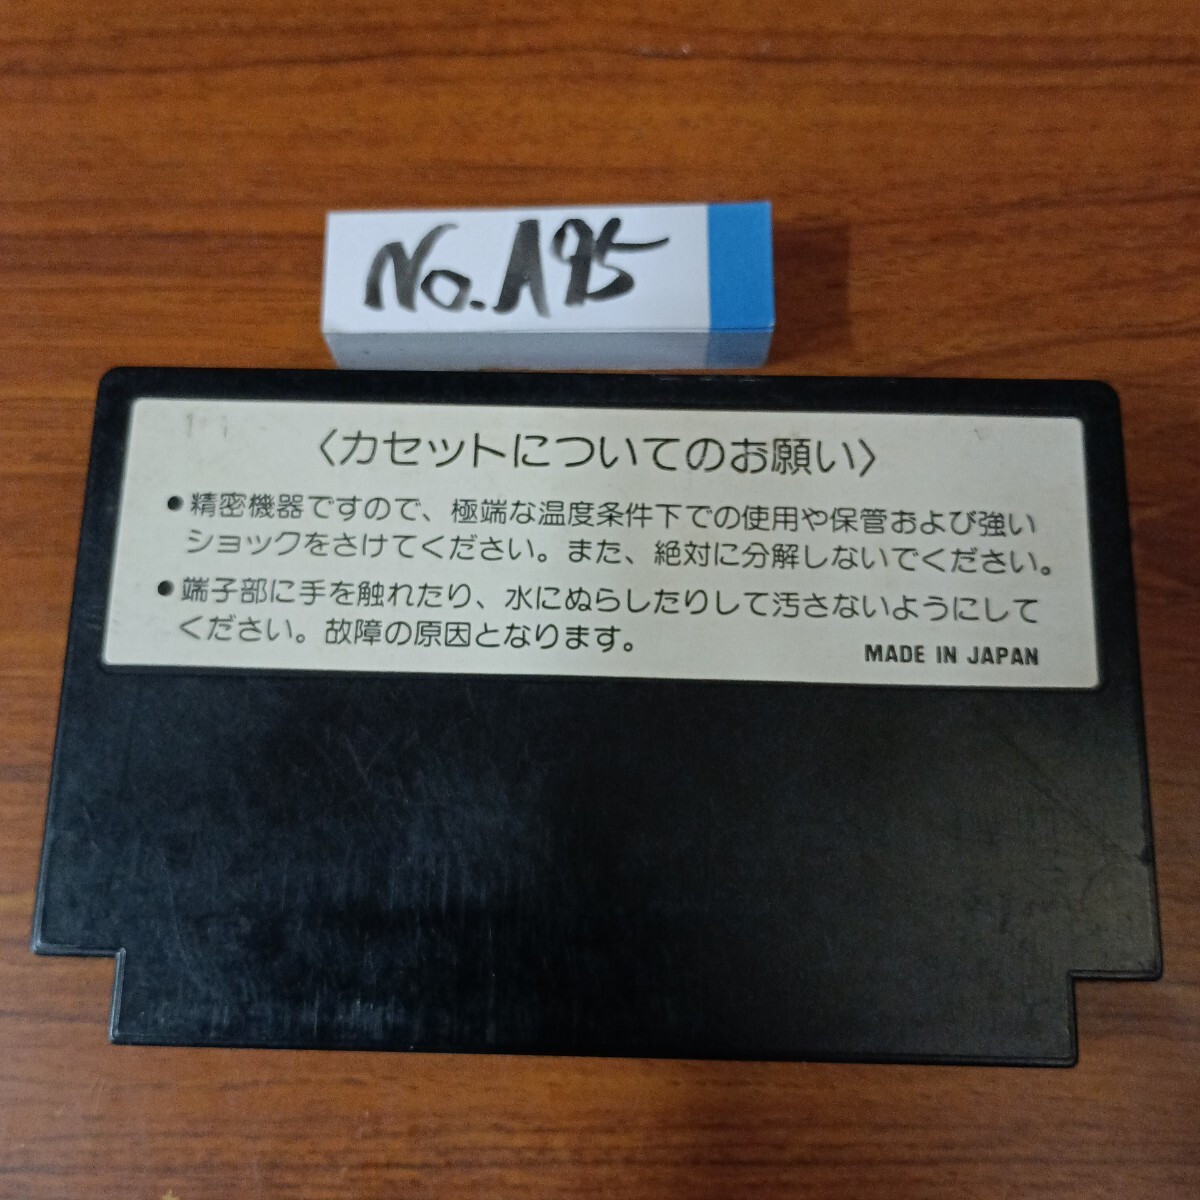 No.A95
〈カセットについてのお願い〉
●精密機器ですので、極端な温度条件下での使用や保管および強い
ショックをさけてください。また、絶対に分解しないでください。
●端子部に手を触れたり、水にぬらしたりして汚さないようにして
ください。故障の原因となります。
MADE IN JAPAN